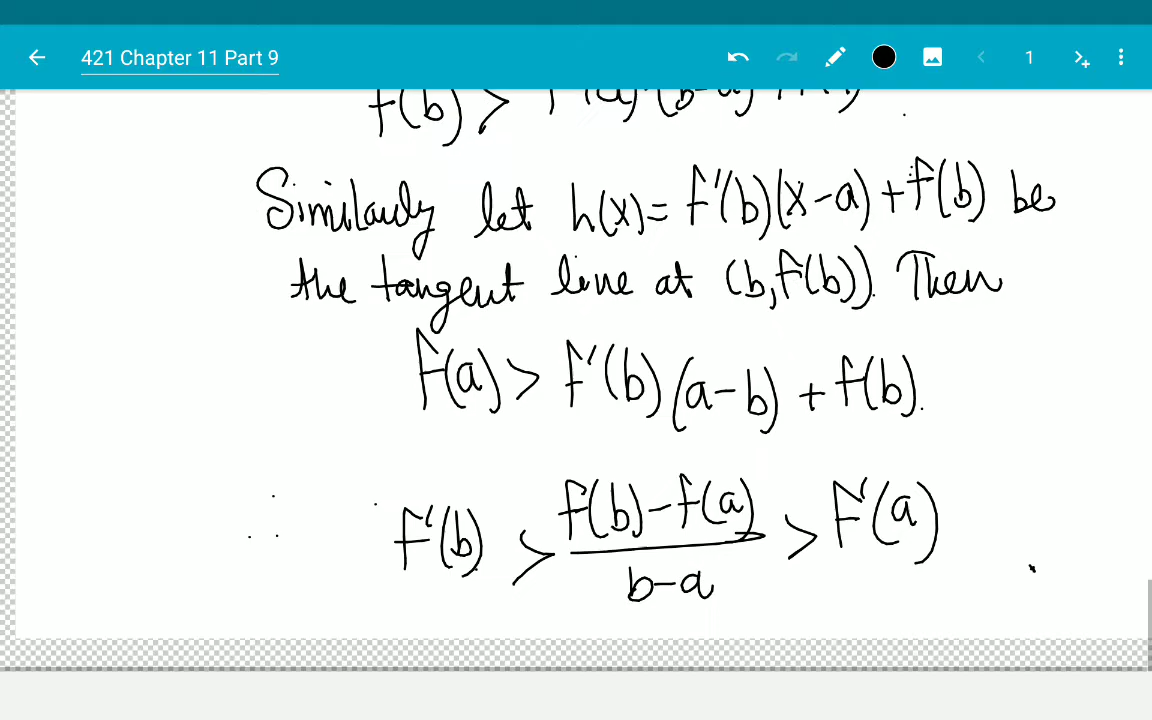 421 Chapter 11 Part 9
1
f(b) >
Similarly let h(x) = f'(b)(x-a) + f(b) be
the tangent line at (b, f(b)). Then
f(a) > f'(b)(a-b) + f(b).
∴ f'(b) > f(b)-f(a) > f'(a)
b-a